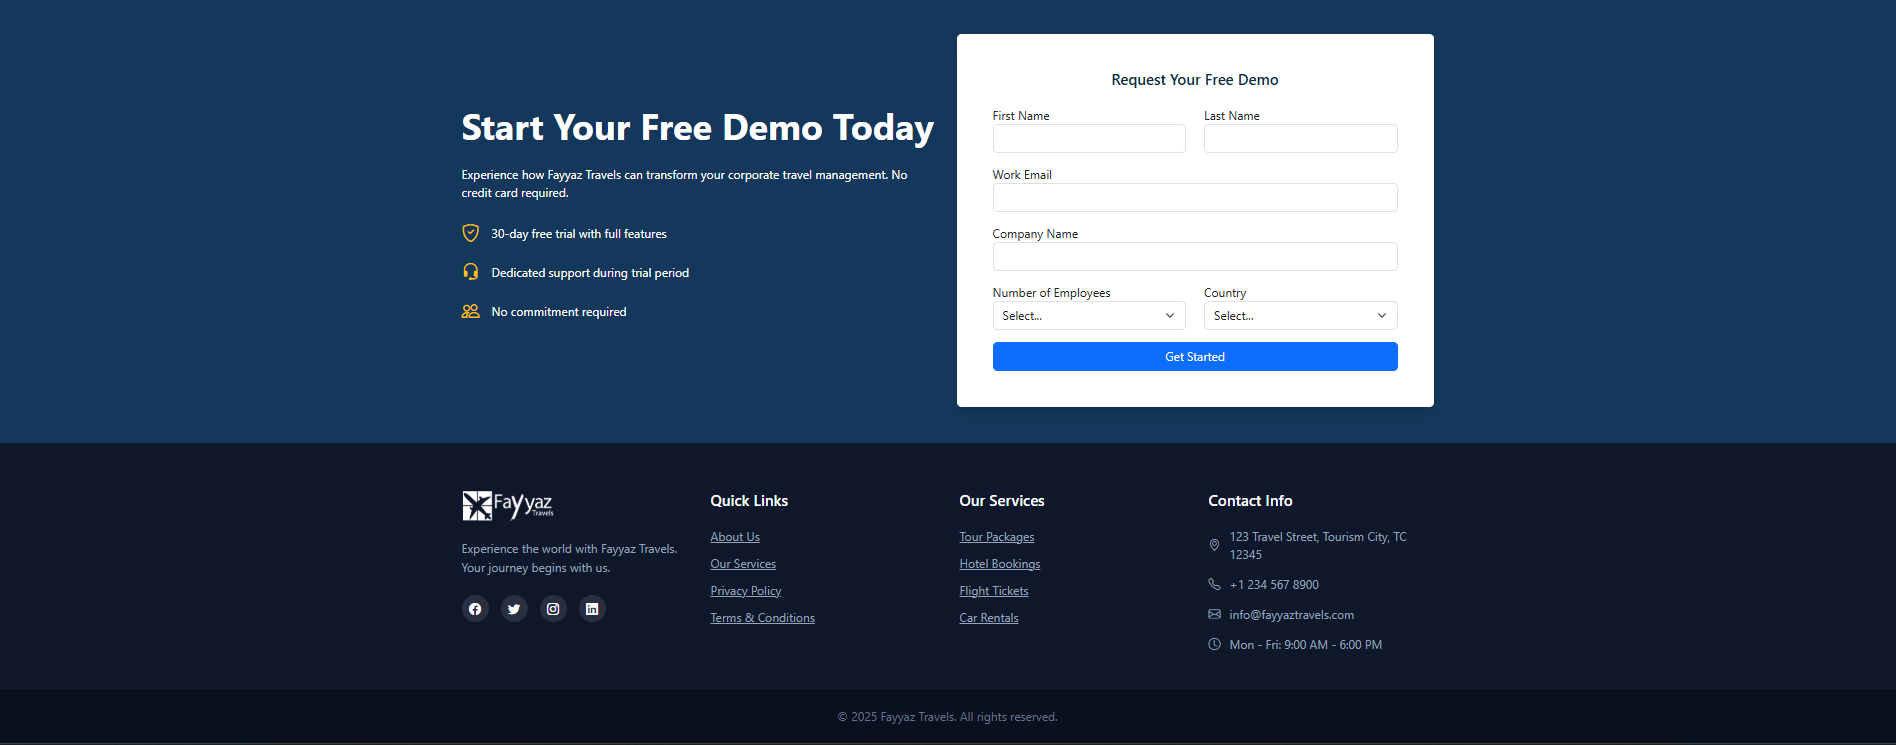 Start Your Free Demo Today
Experience how Fayyaz Travels can transform your corporate travel management. No
credit card required.
30-day free trial with full features
Dedicated support during trial period
No commitment required
Request Your Free Demo
First Name
Last Name
Work Email
Company Name
Number of Employees
Country
Select...
Select...
Get Started
Fayyaz
Travels
Experience the world with Fayyaz Travels.
Your journey begins with us.
Quick Links
About Us
Our Services
Privacy Policy
Terms & Conditions
Our Services
Tour Packages
Hotel Bookings
Flight Tickets
Car Rentals
Contact Info
123 Travel Street, Tourism City, TC
12345
+1 234 567 8900
info@fayyaztravels.com
Mon - Fri: 9:00 AM - 6:00 PM
© 2025 Fayyaz Travels. All rights reserved.